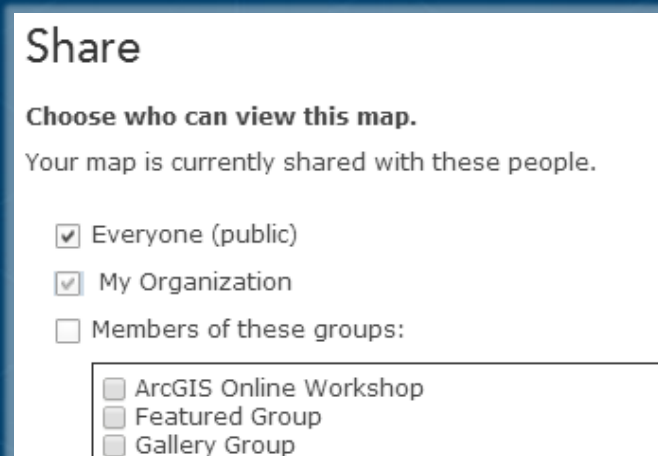 Share
Choose who can view this map.
Your map is currently shared with these people.
Everyone (public)
My Organization
Members of these groups:
ArcGIS Online Workshop
Featured Group
Gallery Group